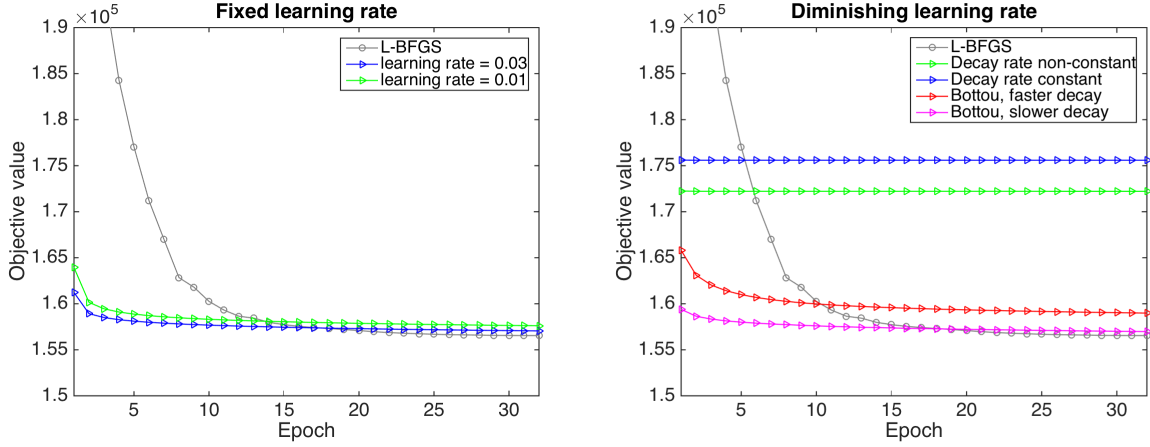 Fixed learning rate
×10⁵
1.9
1.85
1.8
1.75
1.7
1.65
1.6
1.55
1.5
Objective value
L-BFGS
learning rate = 0.03
learning rate = 0.01
5 10 15 20 25 30
Epoch
Diminishing learning rate
×10⁵
1.9
1.85
1.8
1.75
1.7
1.65
1.6
1.55
1.5
Objective value
L-BFGS
Decay rate non-constant
Decay rate constant
Bottou, faster decay
Bottou, slower decay
5 10 15 20 25 30
Epoch